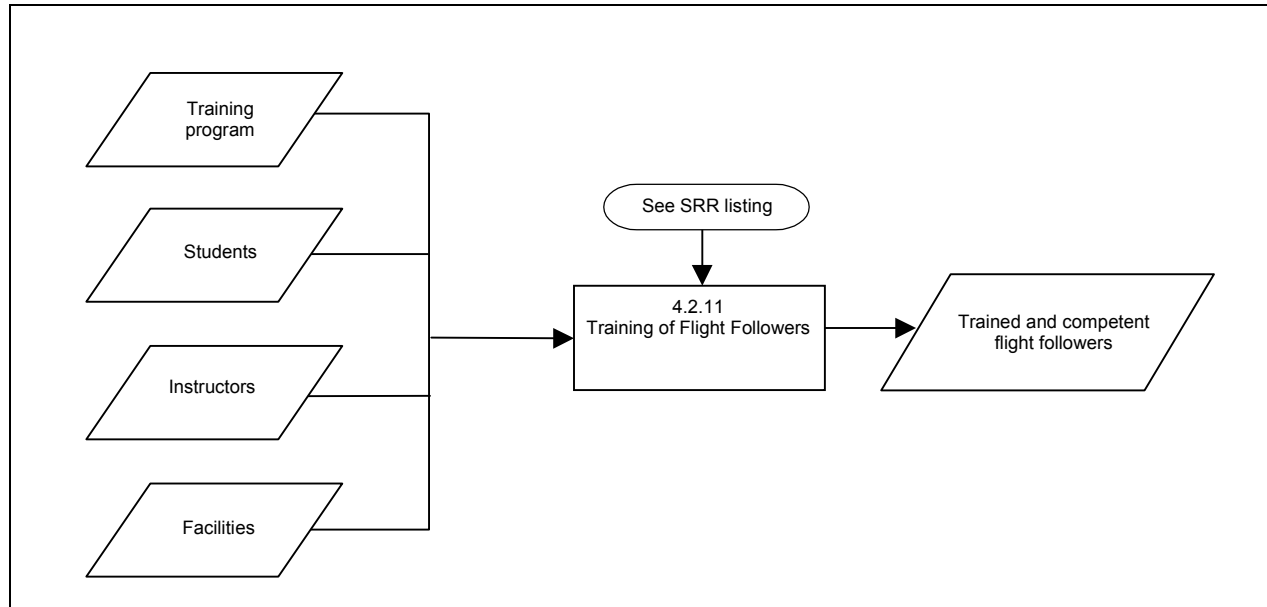 Training
program
Students
Instructors
Facilities
See SRR listing
4.2.11
Training of Flight Followers
Trained and competent
flight followers